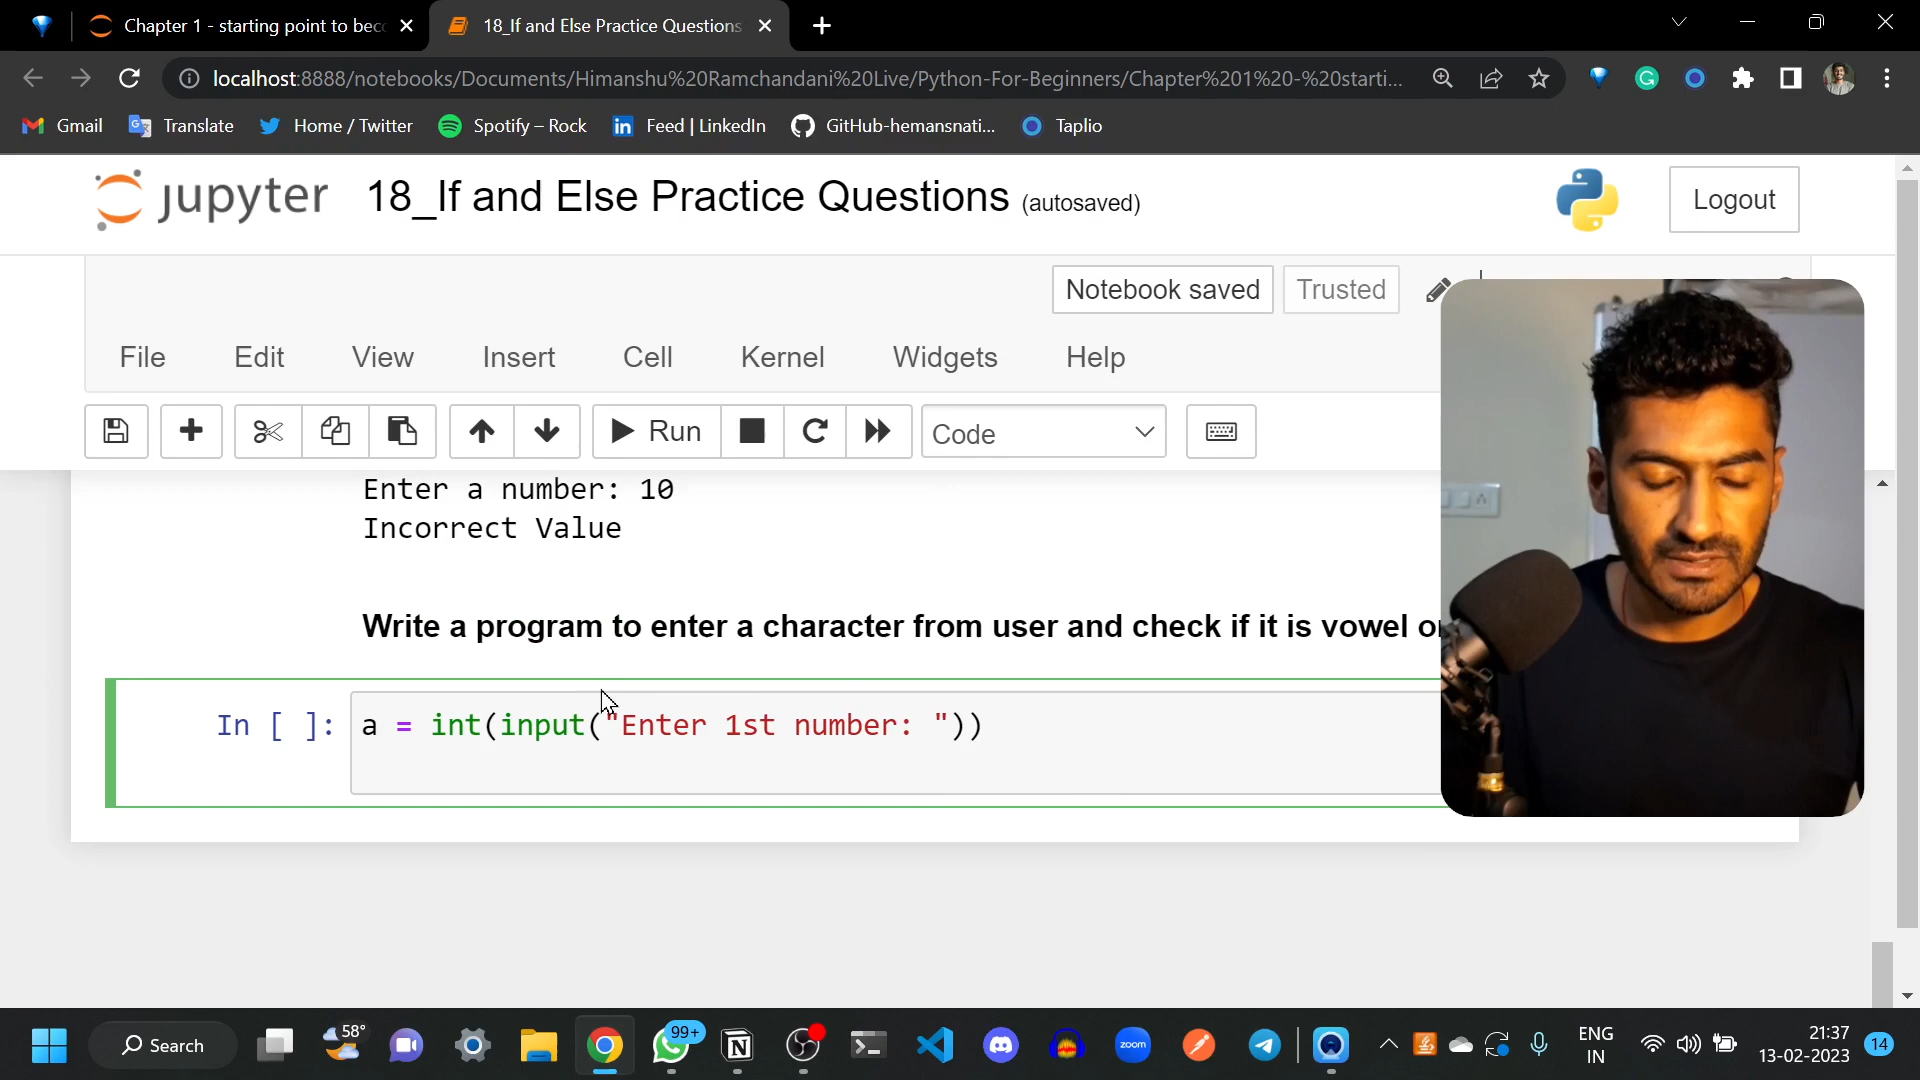 Chapter 1 - starting point to bec
18_If and Else Practice Questions
localhost:8888/notebooks/Documents/Himanshu%20Ramchandani%20Live/Python-For-Beginners/Chapter%201%20-%20starti...
Gmail
Translate
Home / Twitter
Spotify – Rock
Feed | LinkedIn
GitHub-hemansnati...
Taplio
jupyter 18_If and Else Practice Questions (autosaved)
Logout
Notebook saved
Trusted
File Edit View Insert Cell Kernel Widgets Help
Run
Code
Enter a number: 10
Incorrect Value
Write a program to enter a character from user and check if it is vowel or
In [ ]: a = int(input("Enter 1st number: "))
58°
99+
Search
zoom
ENG
IN
21:37
13-02-2023
14